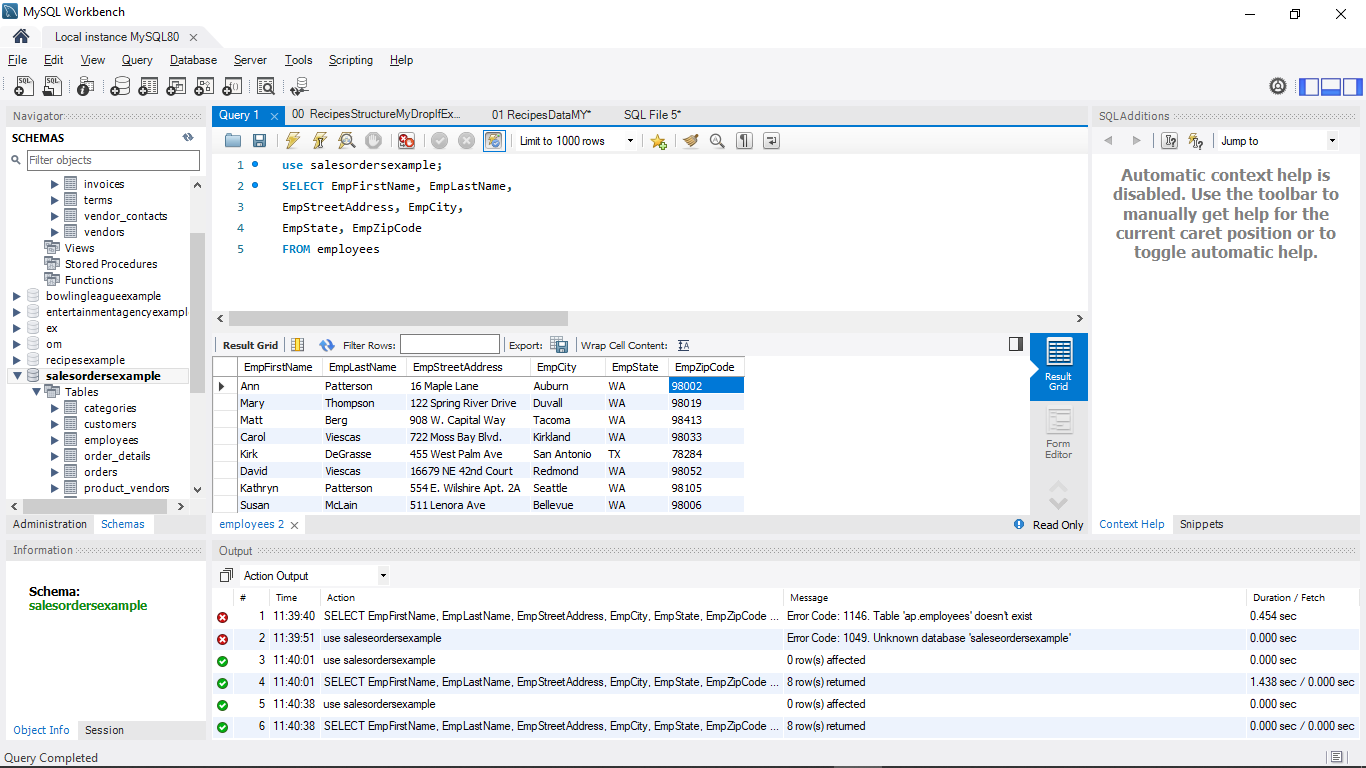 MySQL Workbench
Local instance MySQL80
File Edit View Query Database Server Tools Scripting Help
Navigator
SCHEMAS
Filter objects
invoices
terms
vendor_contacts
vendors
Views
Stored Procedures
Functions
bowlingleagueexample
entertainmentagencyexampl
ex
om
recipesexample
salesordersexample
Tables
categories
customers
employees
order_details
orders
product_vendors
Administration Schemas
Information
Schema:
salesordersexample
Object Info Session
Query 1 00 RecipesStructureMyDropIfEx... 01 RecipesDataMY* SQL File 5*
Limit to 1000 rows
1 use salesordersexample;
2 SELECT EmpFirstName, EmpLastName,
3 EmpStreetAddress, EmpCity,
4 EmpState, EmpZipCode
5 FROM employees
Result Grid Filter Rows: Export: Wrap Cell Content:
EmpFirstName EmpLastName EmpStreetAddress EmpCity EmpState EmpZipCode
Ann Patterson 16 Maple Lane Auburn WA 98002
Mary Thompson 122 Spring River Drive Duvall WA 98019
Matt Berg 908 W. Capital Way Tacoma WA 98413
Carol Viescas 722 Moss Bay Blvd. Kirkland WA 98033
Kirk DeGrasse 455 West Palm Ave San Antonio TX 78284
David Viescas 16679 NE 42nd Court Redmond WA 98052
Kathryn Patterson 554 E. Wilshire Apt. 2A Seattle WA 98105
Susan McLain 511 Lenora Ave Bellevue WA 98006
Result
Grid
Form
Editor
employees 2
Read Only
SQLAdditions
Jump to
Automatic context help is
disabled. Use the toolbar to
manually get help for the
current caret position or to
toggle automatic help.
Context Help Snippets
Output
Action Output
# Time Action Message Duration / Fetch
1 11:39:40 SELECT EmpFirstName, EmpLastName, EmpStreetAddress, EmpCity, EmpState, EmpZipCode ... Error Code: 1146. Table 'ap.employees' doesn't exist 0.454 sec
2 11:39:51 use saleseordersexample Error Code: 1049. Unknown database 'saleseordersexample' 0.000 sec
3 11:40:01 use salesordersexample 0 row(s) affected 0.000 sec
4 11:40:01 SELECT EmpFirstName, EmpLastName, EmpStreetAddress, EmpCity, EmpState, EmpZipCode ... 8 row(s) returned 1.438 sec / 0.000 sec
5 11:40:38 use salesordersexample 0 row(s) affected 0.000 sec
6 11:40:38 SELECT EmpFirstName, EmpLastName, EmpStreetAddress, EmpCity, EmpState, EmpZipCode ... 8 row(s) returned 0.000 sec / 0.000 sec
Query Completed